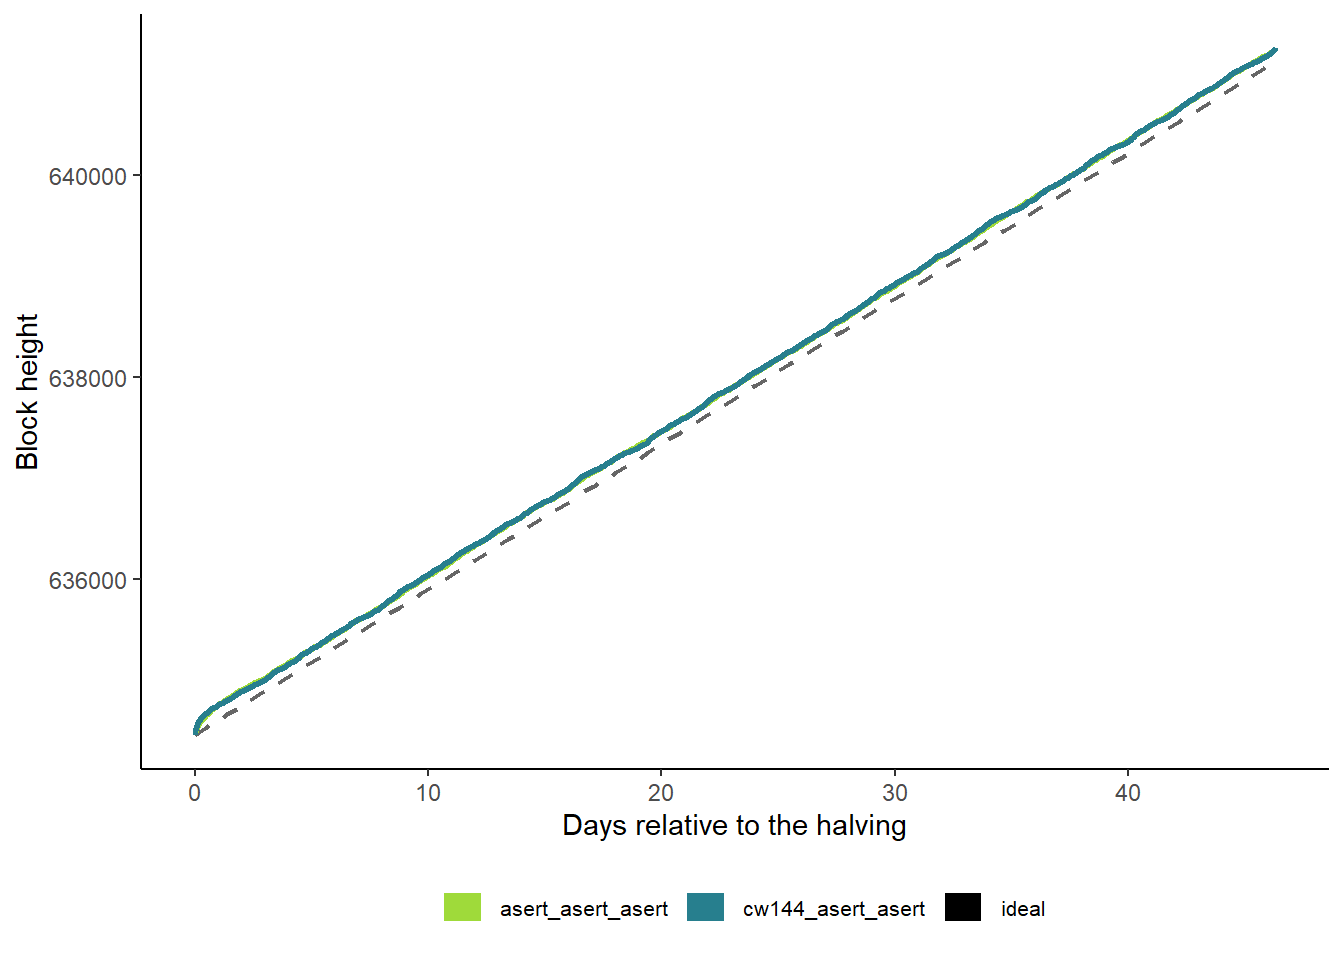 Block height
640000
638000
636000
0 10 20 30 40
Days relative to the halving
asert_asert_asert cw144_asert_asert ideal